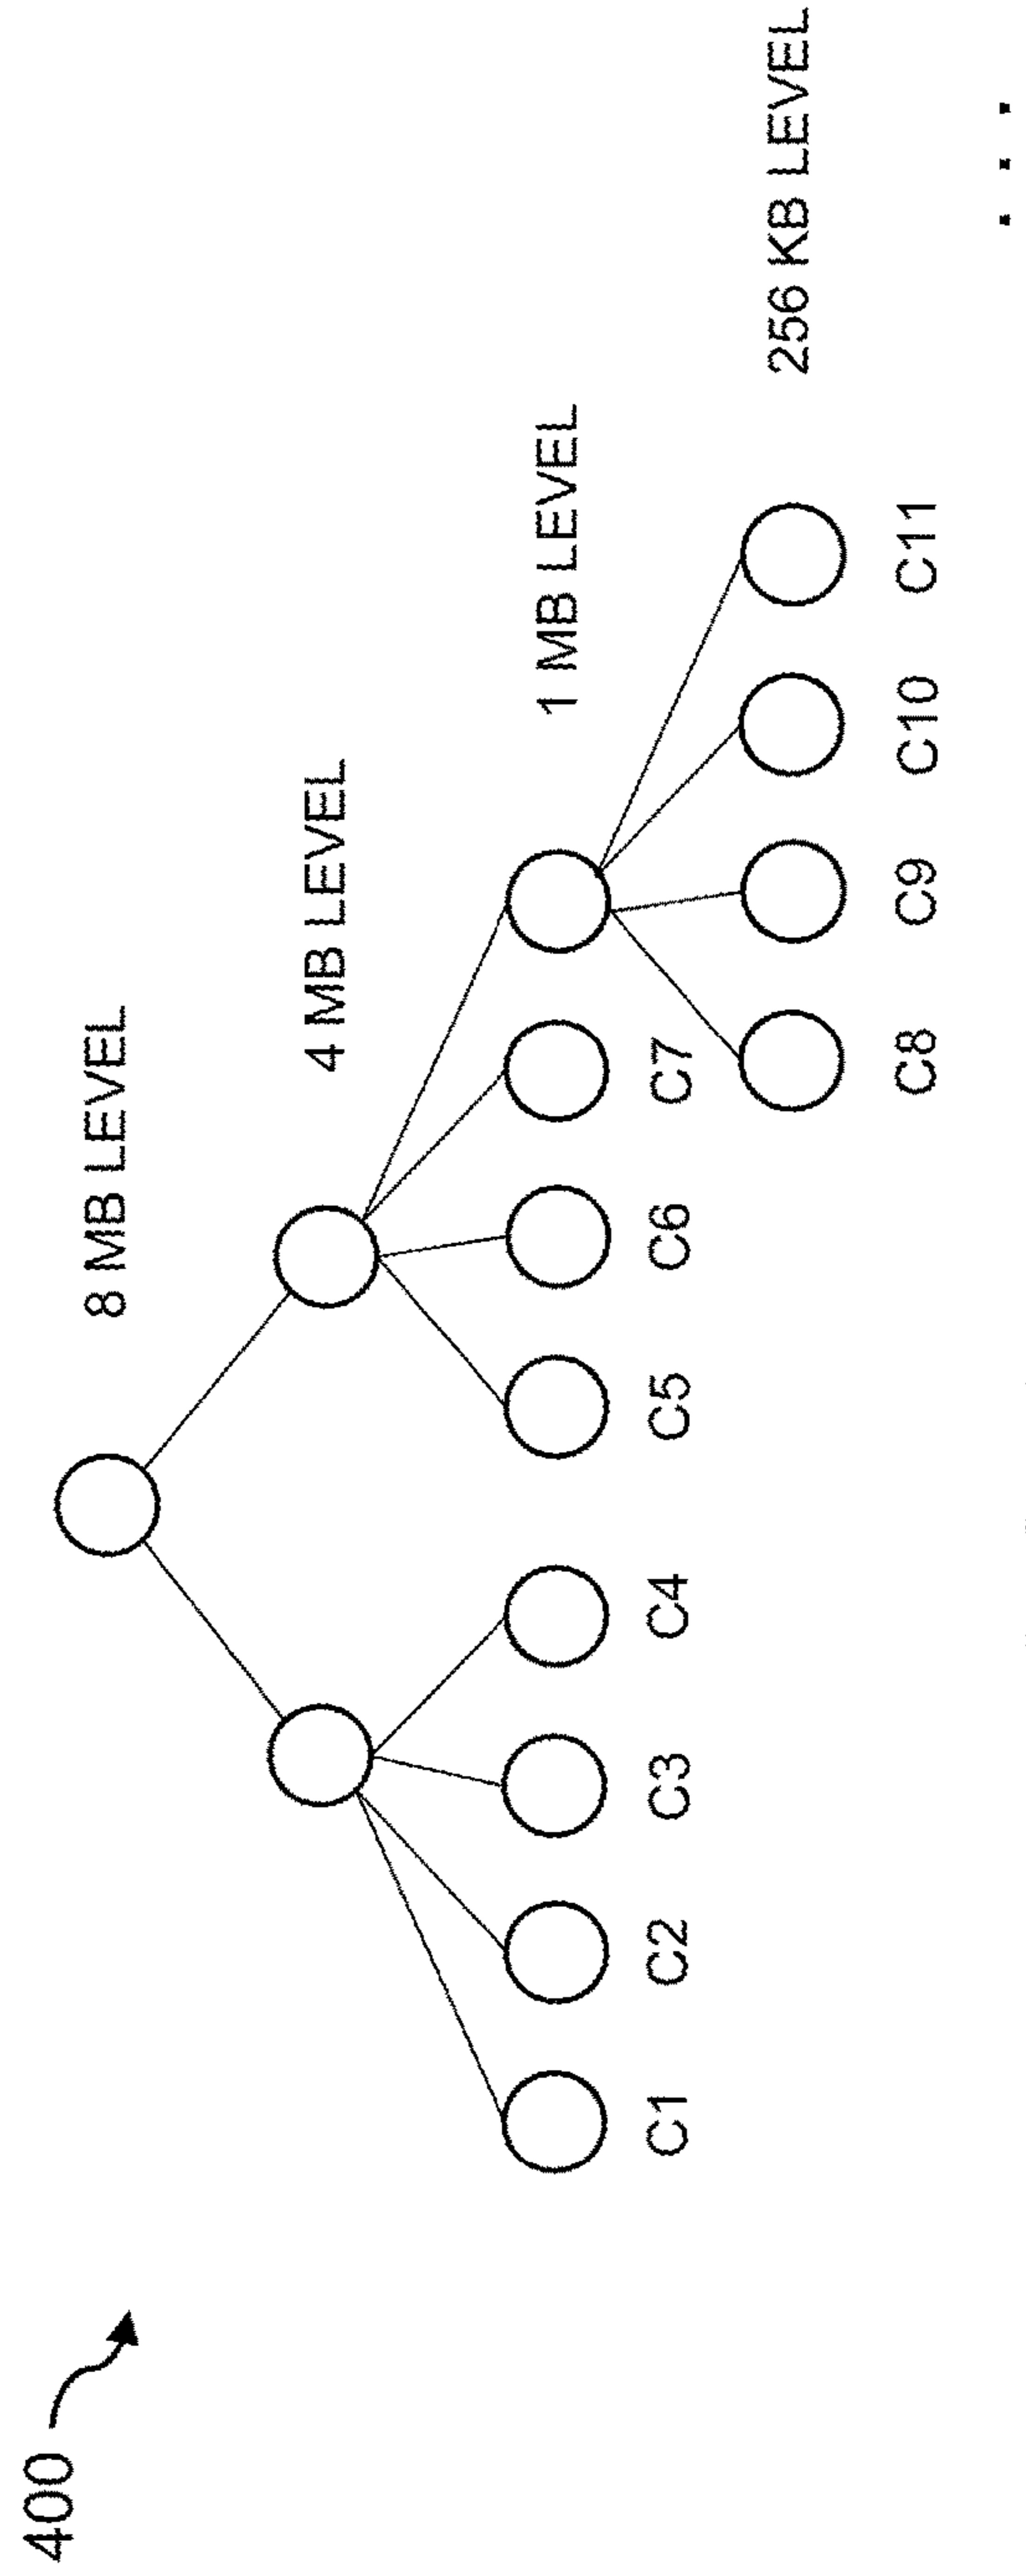 400
8 MB LEVEL
4 MB LEVEL
1 MB LEVEL
C1 C2 C3 C4 C5 C6 C7
256 KB LEVEL
C8 C9 C10 C11
...